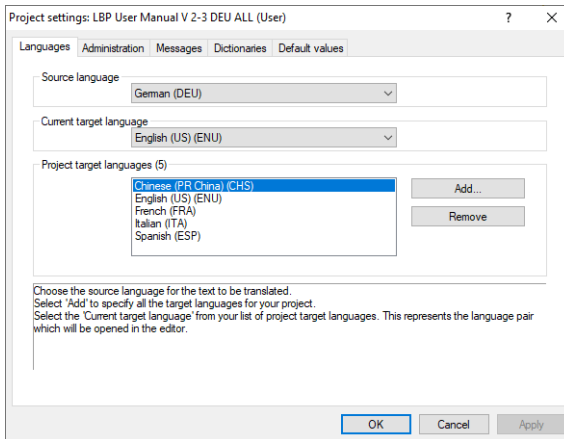 Project settings: LBP User Manual V 2-3 DEU ALL (User)
Languages Administration Messages Dictionaries Default values
Source language
German (DEU)
Current target language
English (US) (ENU)
Project target languages (5)
Chinese (PR China) (CHS)
English (US) (ENU)
French (FRA)
Italian (ITA)
Spanish (ESP)
Add...
Remove
Choose the source language for the text to be translated.
Select 'Add' to specify all the target languages for your project.
Select the 'Current target language' from your list of project target languages. This represents the language pair
which will be opened in the editor.
OK Cancel Apply